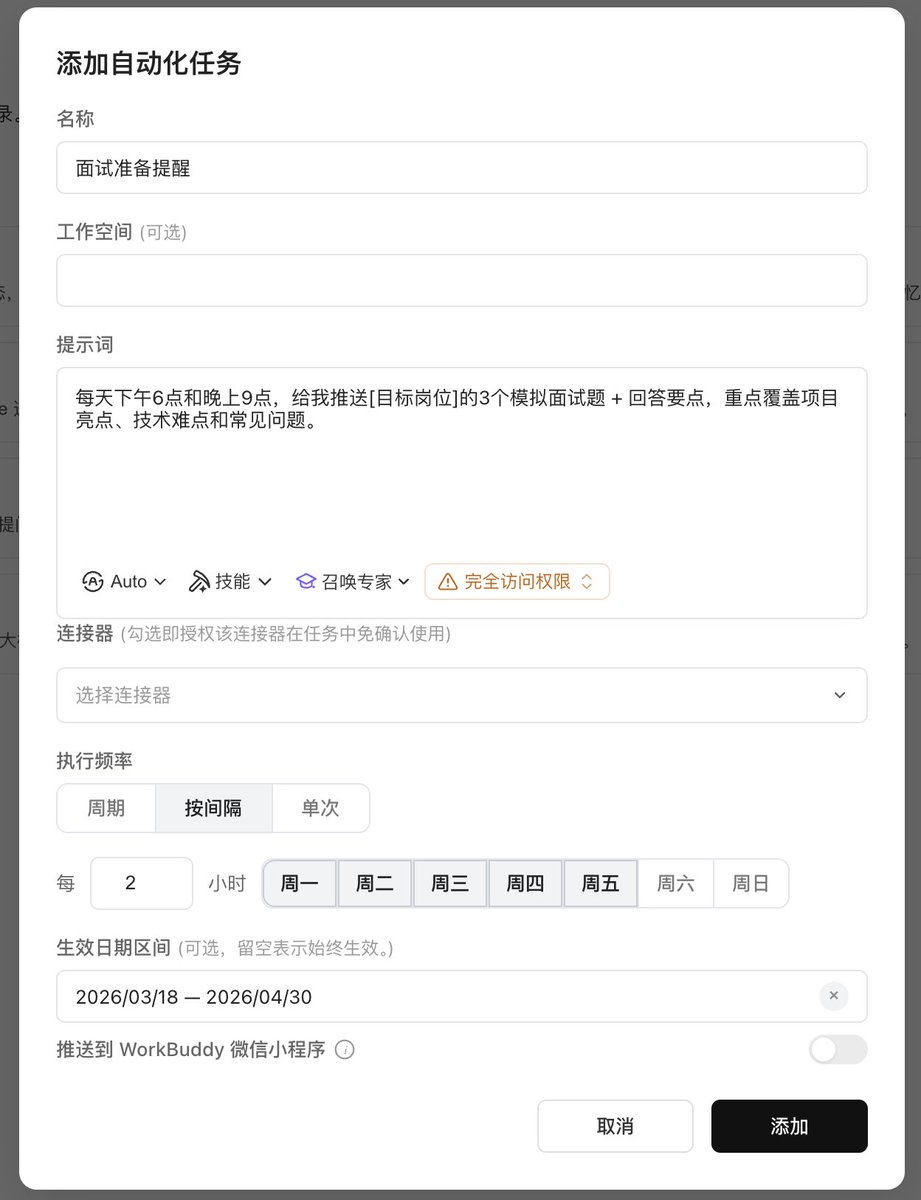 添加自动化任务
录。
名称
面试准备提醒
工作空间 (可选)
忆
提示词
每天下午6点和晚上9点，给我推送[目标岗位]的3个模拟面试题 + 回答要点，重点覆盖项目
亮点、技术难点和常见问题。
Auto 技能 召唤专家 完全访问权限
连接器 (勾选即授权该连接器在任务中免确认使用)
选择连接器
执行频率
周期 按间隔 单次
每 2 小时 周一 周二 周三 周四 周五 周六 周日
生效日期区间 (可选，留空表示始终生效。)
2026/03/18 — 2026/04/30
推送到 WorkBuddy 微信小程序
取消 添加